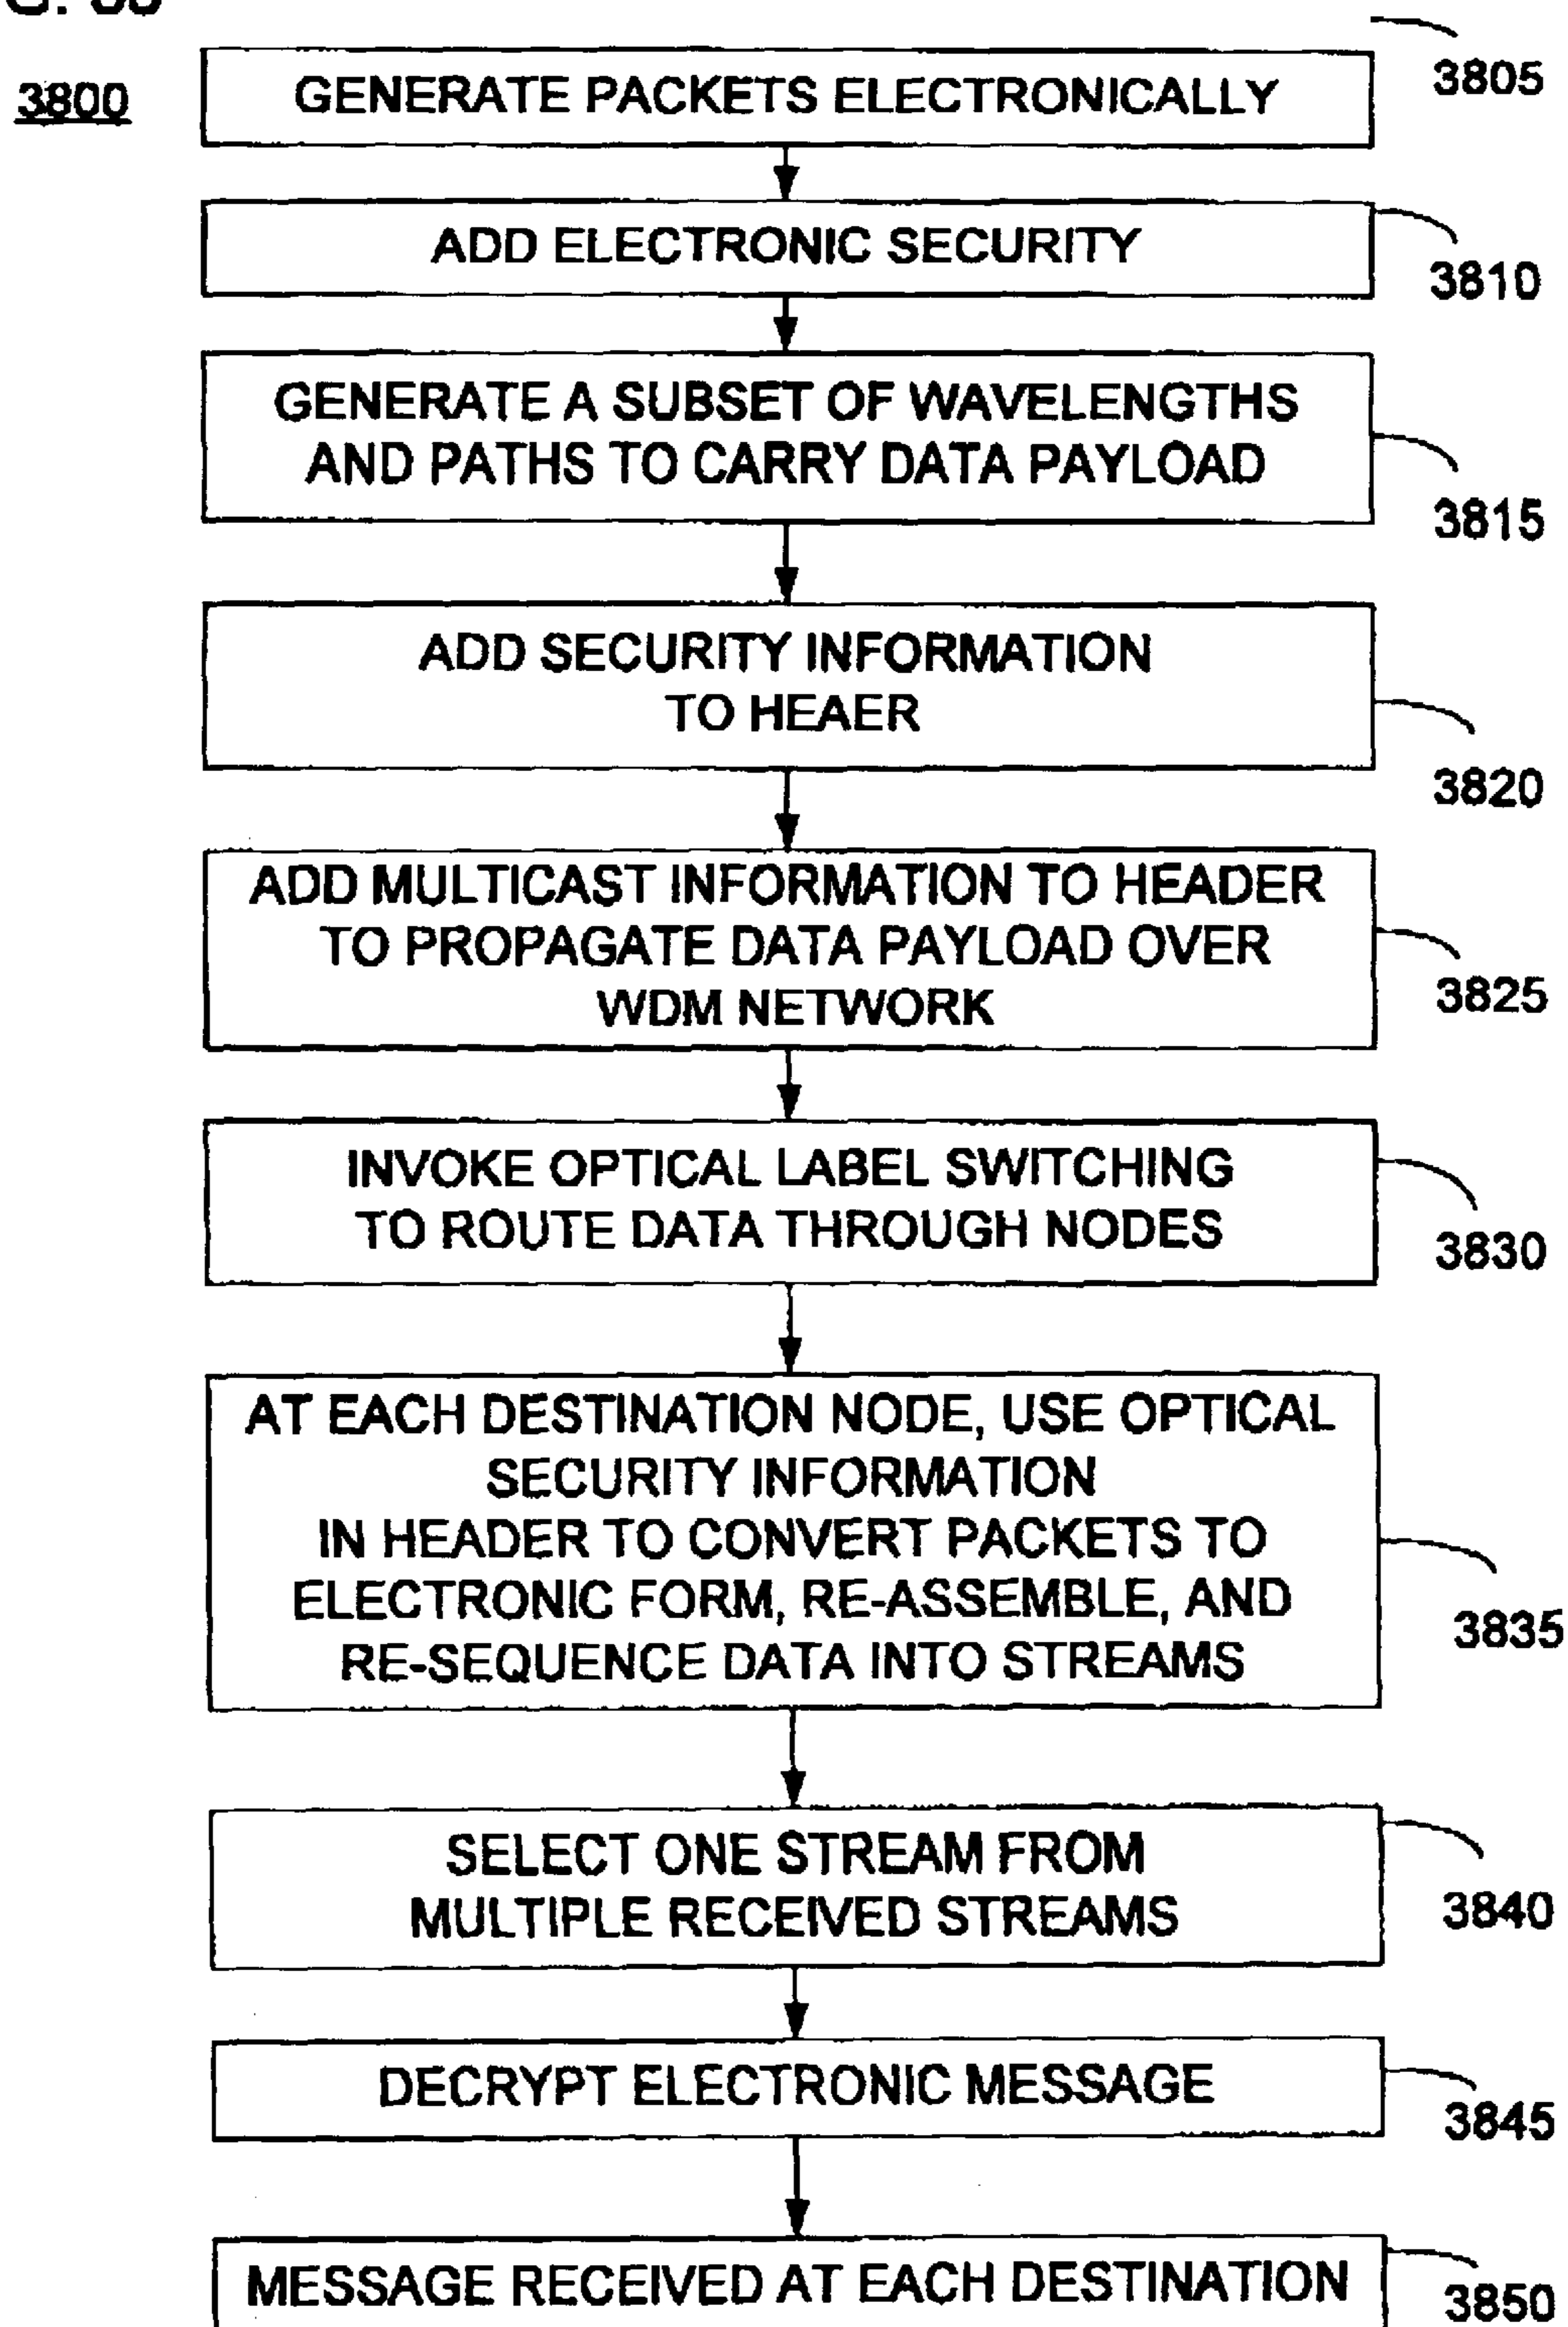 3800
GENERATE PACKETS ELECTRONICALLY
3805
ADD ELECTRONIC SECURITY
3810
GENERATE A SUBSET OF WAVELENGTHS
AND PATHS TO CARRY DATA PAYLOAD
3815
ADD SECURITY INFORMATION
TO HEAER
3820
ADD MULTICAST INFORMATION TO HEADER
TO PROPAGATE DATA PAYLOAD OVER
WDM NETWORK
3825
INVOKE OPTICAL LABEL SWITCHING
TO ROUTE DATA THROUGH NODES
3830
AT EACH DESTINATION NODE, USE OPTICAL
SECURITY INFORMATION
IN HEADER TO CONVERT PACKETS TO
ELECTRONIC FORM, RE-ASSEMBLE, AND
RE-SEQUENCE DATA INTO STREAMS
3835
SELECT ONE STREAM FROM
MULTIPLE RECEIVED STREAMS
3840
DECRYPT ELECTRONIC MESSAGE
3845
MESSAGE RECEIVED AT EACH DESTINATION
3850